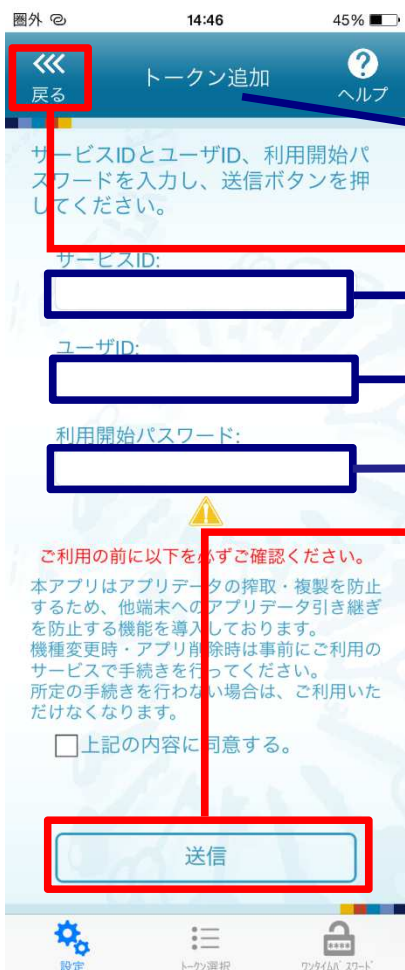 圏外 14:46 45%
戻る トークン追加 ヘルプ
サービスIDとユーザID、利用開始パ
スワードを入力し、送信ボタンを押
してください。
サービスID:
ユーザID:
利用開始パスワード:
ご利用の前に以下を必ずご確認ください。
本アプリはアプリデータの搾取・複製を防止
するため、他端末へのアプリデータ引き継ぎ
を防止する機能を導入しております。
機種変更時・アプリ削除時は事前にご利用の
サービスで手続きを行ってください。
所定の手続きを行わない場合は、ご利用いた
だけなくなります。
上記の内容に同意する。
送信
設定 トークン選択 ワンタイムパスワード